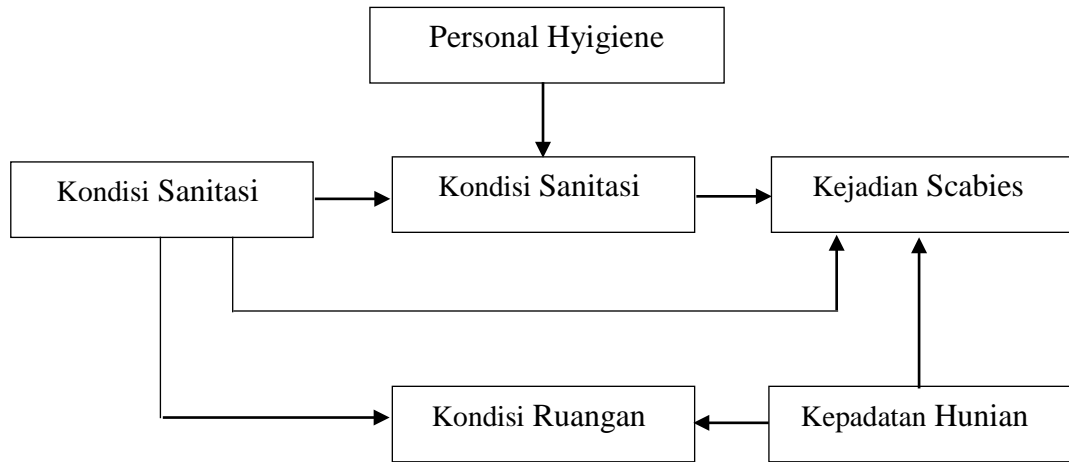 Personal Hyigiene
Kondisi Sanitasi
Kondisi Sanitasi
Kejadian Scabies
Kondisi Ruangan
Kepadatan Hunian